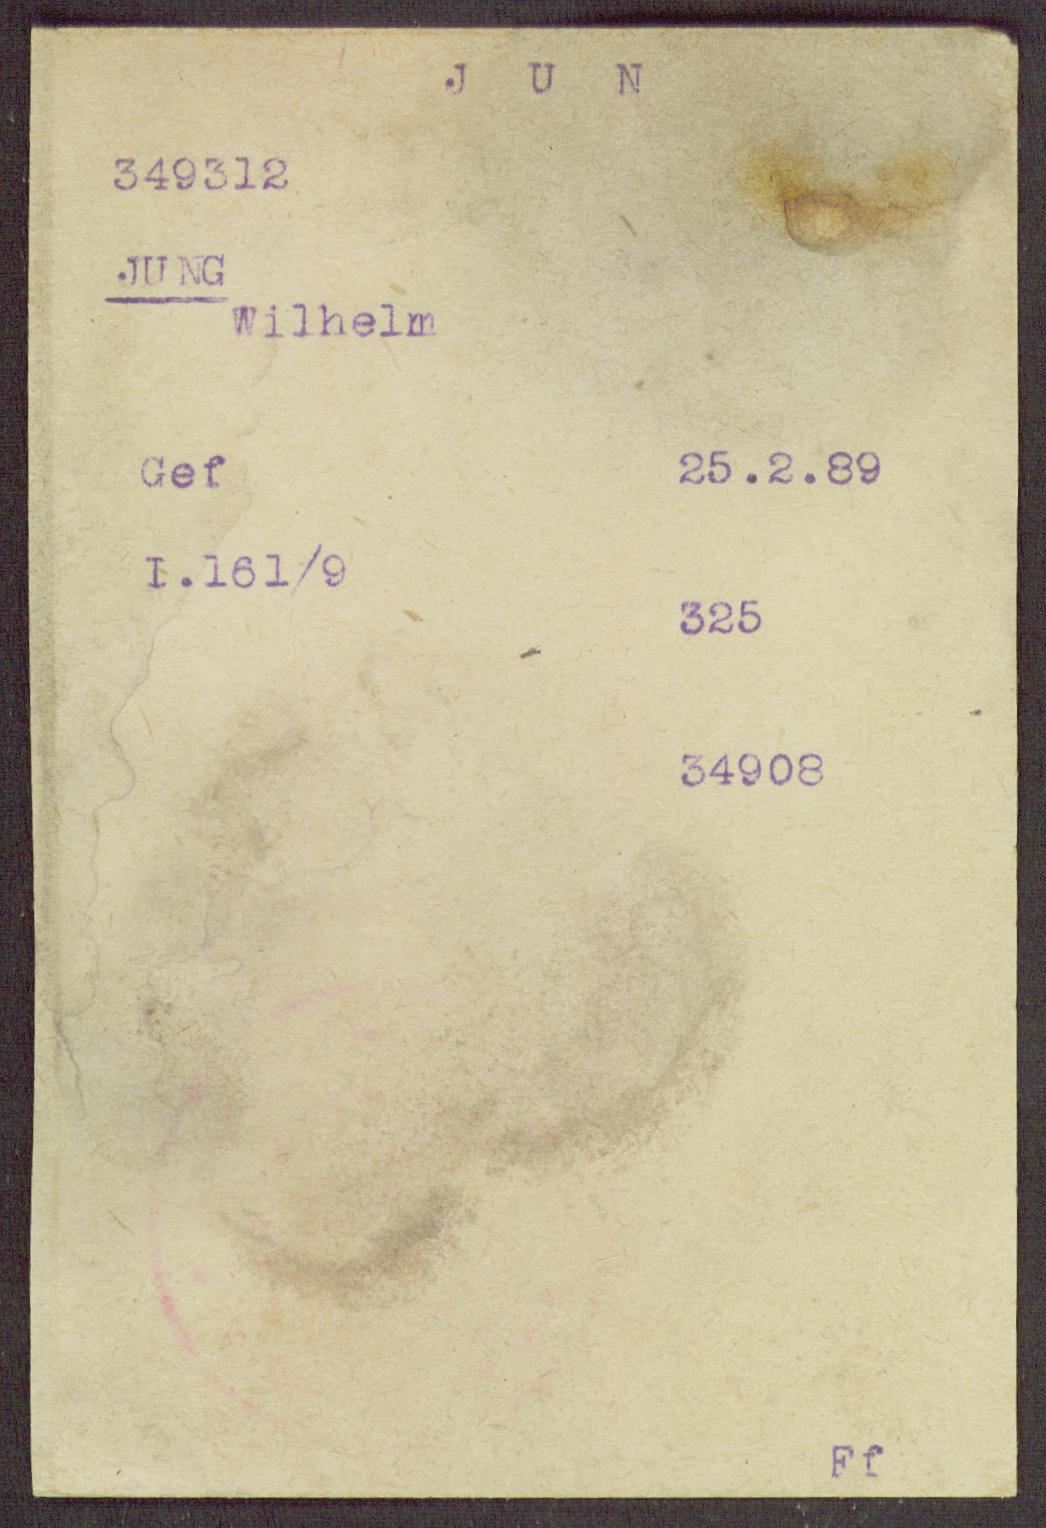 J U N
349312
JUNG
Wilhelm
Gef 25.2.89
I.161/9
325
34908
Ff